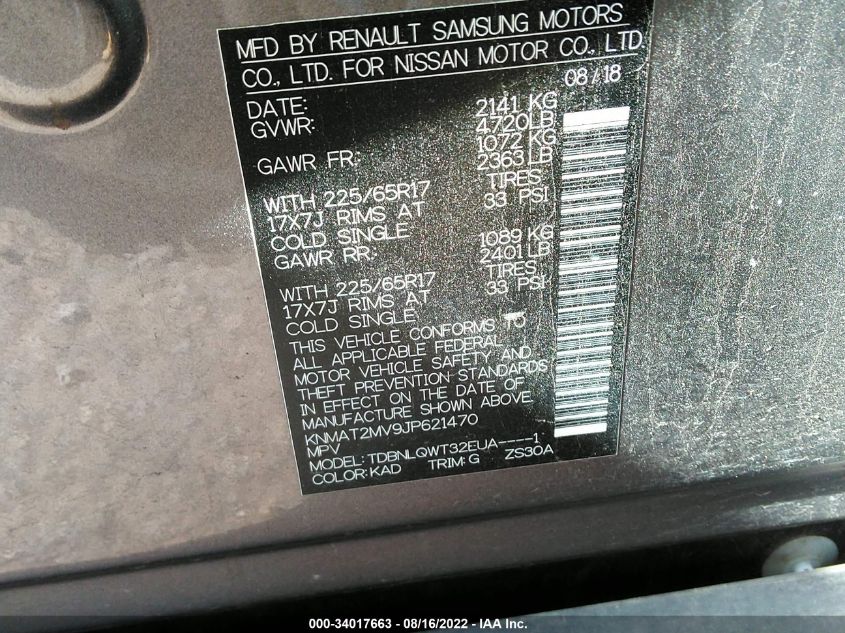 MFD BY RENAULT SAMSUNG MOTORS
CO., LTD. FOR NISSAN MOTOR CO., LTD.
DATE: 08/18
GVWR: 2141 KG
4720LB
GAWR FR: 1072 KG
2363 LB
WITH 225/65R17 TIRES
17X7J RIMS AT 33 PSI
COLD SINGLE
GAWR RR: 1089 KG
2401 LB
WITH 225/65R17 TIRES
17X7J RIMS AT 33 PSI
COLD SINGLE
THIS VEHICLE CONFORMS TO
ALL APPLICABLE FEDERAL
MOTOR VEHICLE SAFETY AND
THEFT PREVENTION STANDARDS
IN EFFECT ON THE DATE OF
MANUFACTURE SHOWN ABOVE.
KNMAT2MV9JP621470
MPV
MODEL: TDBNLQWT32EUA----1
COLOR: KAD TRIM: G ZS30A
000-34017663 - 08/16/2022 - IAA Inc.